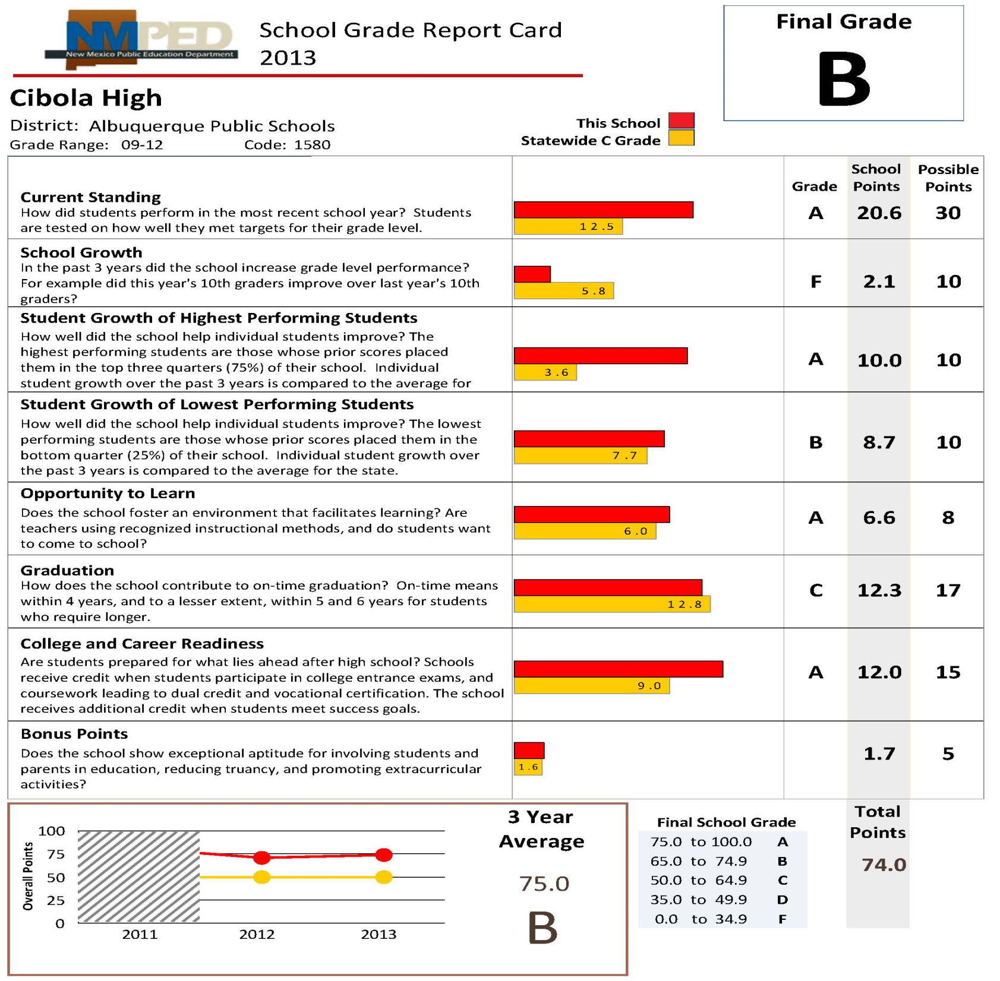 NMPED
New Mexico Public Education Department
School Grade Report Card
2013
Final Grade
B
Cibola High
District: Albuquerque Public Schools
Grade Range: 09-12 Code: 1580
This School
Statewide C Grade
Grade School Points Possible Points
Current Standing
How did students perform in the most recent school year? Students
are tested on how well they met targets for their grade level.
12.5
A 20.6 30
School Growth
In the past 3 years did the school increase grade level performance?
For example did this year's 10th graders improve over last year's 10th
graders?
5.8
F 2.1 10
Student Growth of Highest Performing Students
How well did the school help individual students improve? The
highest performing students are those whose prior scores placed
them in the top three quarters (75%) of their school. Individual
student growth over the past 3 years is compared to the average for
3.6
A 10.0 10
Student Growth of Lowest Performing Students
How well did the school help individual students improve? The lowest
performing students are those whose prior scores placed them in the
bottom quarter (25%) of their school. Individual student growth over
the past 3 years is compared to the average for the state.
7.7
B 8.7 10
Opportunity to Learn
Does the school foster an environment that facilitates learning? Are
teachers using recognized instructional methods, and do students want
to come to school?
6.0
A 6.6 8
Graduation
How does the school contribute to on-time graduation? On-time means
within 4 years, and to a lesser extent, within 5 and 6 years for students
who require longer.
12.8
C 12.3 17
College and Career Readiness
Are students prepared for what lies ahead after high school? Schools
receive credit when students participate in college entrance exams, and
coursework leading to dual credit and vocational certification. The school
receives additional credit when students meet success goals.
9.0
A 12.0 15
Bonus Points
Does the school show exceptional aptitude for involving students and
parents in education, reducing truancy, and promoting extracurricular
activities?
1.6
1.7 5
Overall Points
100
75
50
25
0
2011 2012 2013
3 Year
Average
75.0
B
Final School Grade
75.0 to 100.0 A
65.0 to 74.9 B
50.0 to 64.9 C
35.0 to 49.9 D
0.0 to 34.9 F
Total
Points
74.0